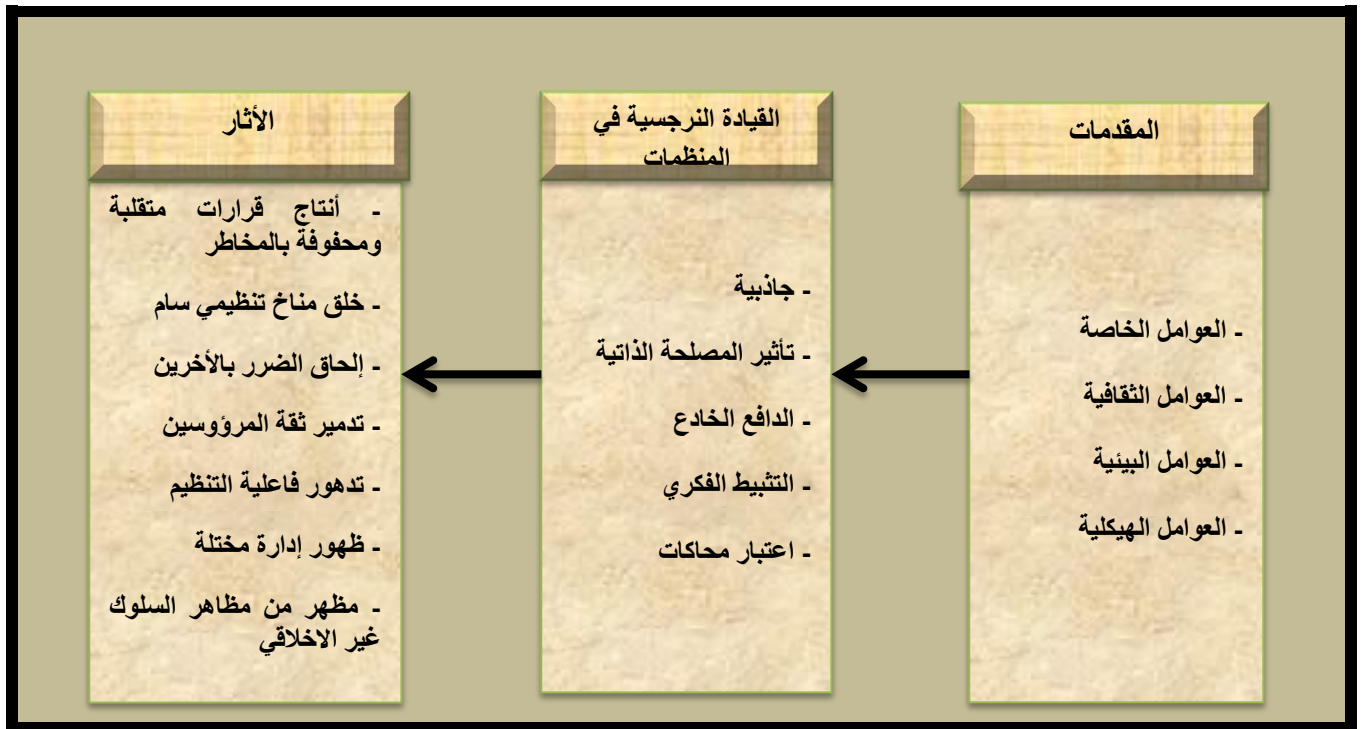 المقدمات
- العوامل الخاصة
- العوامل الثقافية
- العوامل البيئية
- العوامل الهيكلية
القيادة النرجسية في
المنظمات
- جاذبية
- تأثير المصلحة الذاتية
- الدافع الخادع
- التثبيط الفكري
- اعتبار محاكات
الأثار
- أنتاج قرارات متقلبة
ومحفوفة بالمخاطر
- خلق مناخ تنظيمي سام
- إلحاق الضرر بالأخرين
- تدمير ثقة المرؤوسين
- تدهور فاعلية التنظيم
- ظهور إدارة مختلة
- مظهر من مظاهر السلوك
غير الاخلاقي